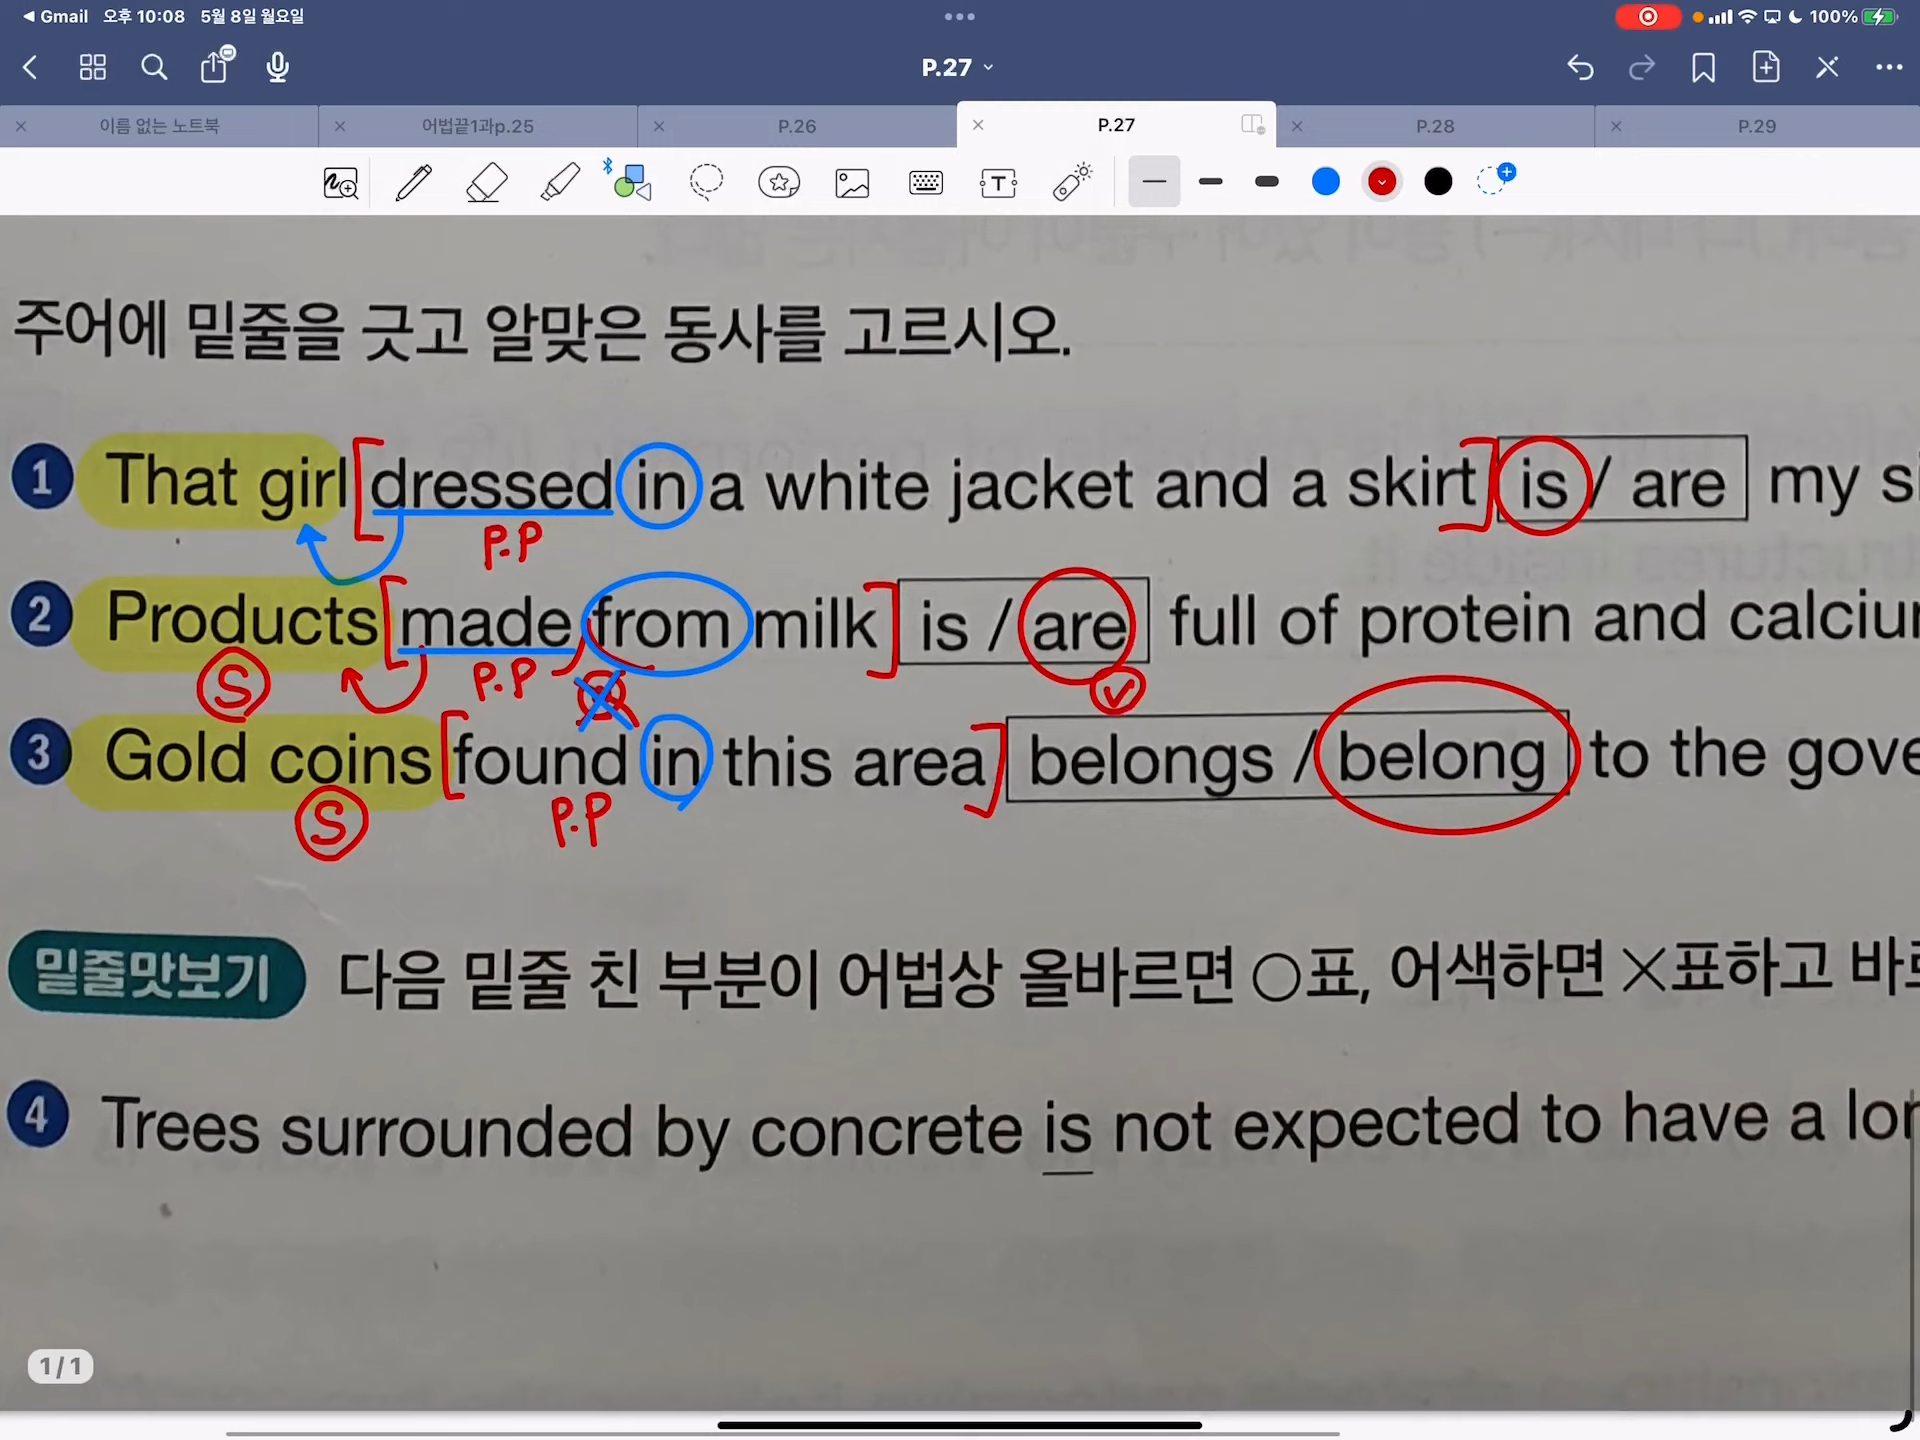 Gmail 오후 10:08 5월 8일 월요일 100%
P.27
이름 없는 노트북 어법끝1과p.25 P.26 P.27 P.28 P.29
T
주어에 밑줄을 긋고 알맞은 동사를 고르시오.
1 That girl [dressed in a white jacket and a skirt] is / are my
P.P
2 Products [made from milk] is / are full of protein and
S P.P
3 Gold coins [found in this area] belongs / belong to the
S P.P
밑줄맛보기 다음 밑줄 친 부분이 어법상 올바르면 ○표, 어색하면 ×표하고
4 Trees surrounded by concrete is not expected to have a
1/1